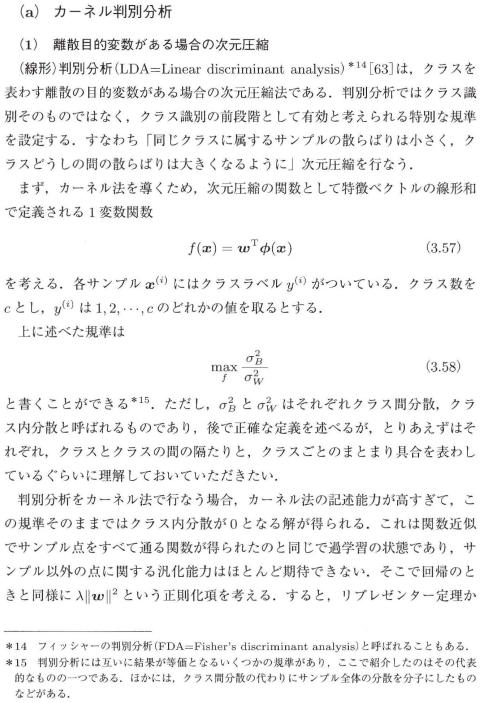 (a) カーネル判別分析
(1) 離散目的変数がある場合の次元圧縮
(線形)判別分析(LDA=Linear discriminant analysis)*14[63]は，クラスを
表わす離散の目的変数がある場合の次元圧縮法である．判別分析ではクラス識
別そのものではなく，クラス識別の前段階として有効と考えられる特別な規準
を設定する．すなわち「同じクラスに属するサンプルの散らばりは小さく，ク
ラスどうしの間の散らばりは大きくなるように」次元圧縮を行なう．
まず，カーネル法を導くため，次元圧縮の関数として特徴ベクトルの線形和
で定義される1変数関数
f(x) = w^T φ(x) (3.57)
を考える．各サンプル x^(i) にはクラスラベル y^(i) がついている．クラス数を
c とし，y^(i) は 1, 2, ⋯, c のどれかの値を取るとする．
上に述べた規準は
max_f σ_B^2 / σ_W^2 (3.58)
と書くことができる*15．ただし，σ_B^2 と σ_W^2 はそれぞれクラス間分散，クラ
ス内分散と呼ばれるものであり，後で正確な定義を述べるが，とりあえずはそ
れぞれ，クラスとクラスの間の隔たりと，クラスごとのまとまり具合を表わし
ているぐらいに理解しておいていただきたい．
判別分析をカーネル法で行なう場合，カーネル法の記述能力が高すぎて，こ
の規準そのままではクラス内分散が0となる解が得られる．これは関数近似
でサンプル点をすべて通る関数が得られたのと同じで過学習の状態であり，サ
ンプル以外の点に関する汎化能力はほとんど期待できない．そこで回帰のと
きと同様に λ||w||^2 という正則化項を考える．すると，リプレゼンター定理か
*14 フィッシャーの判別分析(FDA=Fisher's discriminant analysis)と呼ばれることもある．
*15 判別分析には互いに結果が等価となるいくつかの規準があり，ここで紹介したのはその代表
的なものの一つである．ほかには，クラス間分散の代わりにサンプル全体の分散を分子にしたもの
などがある．